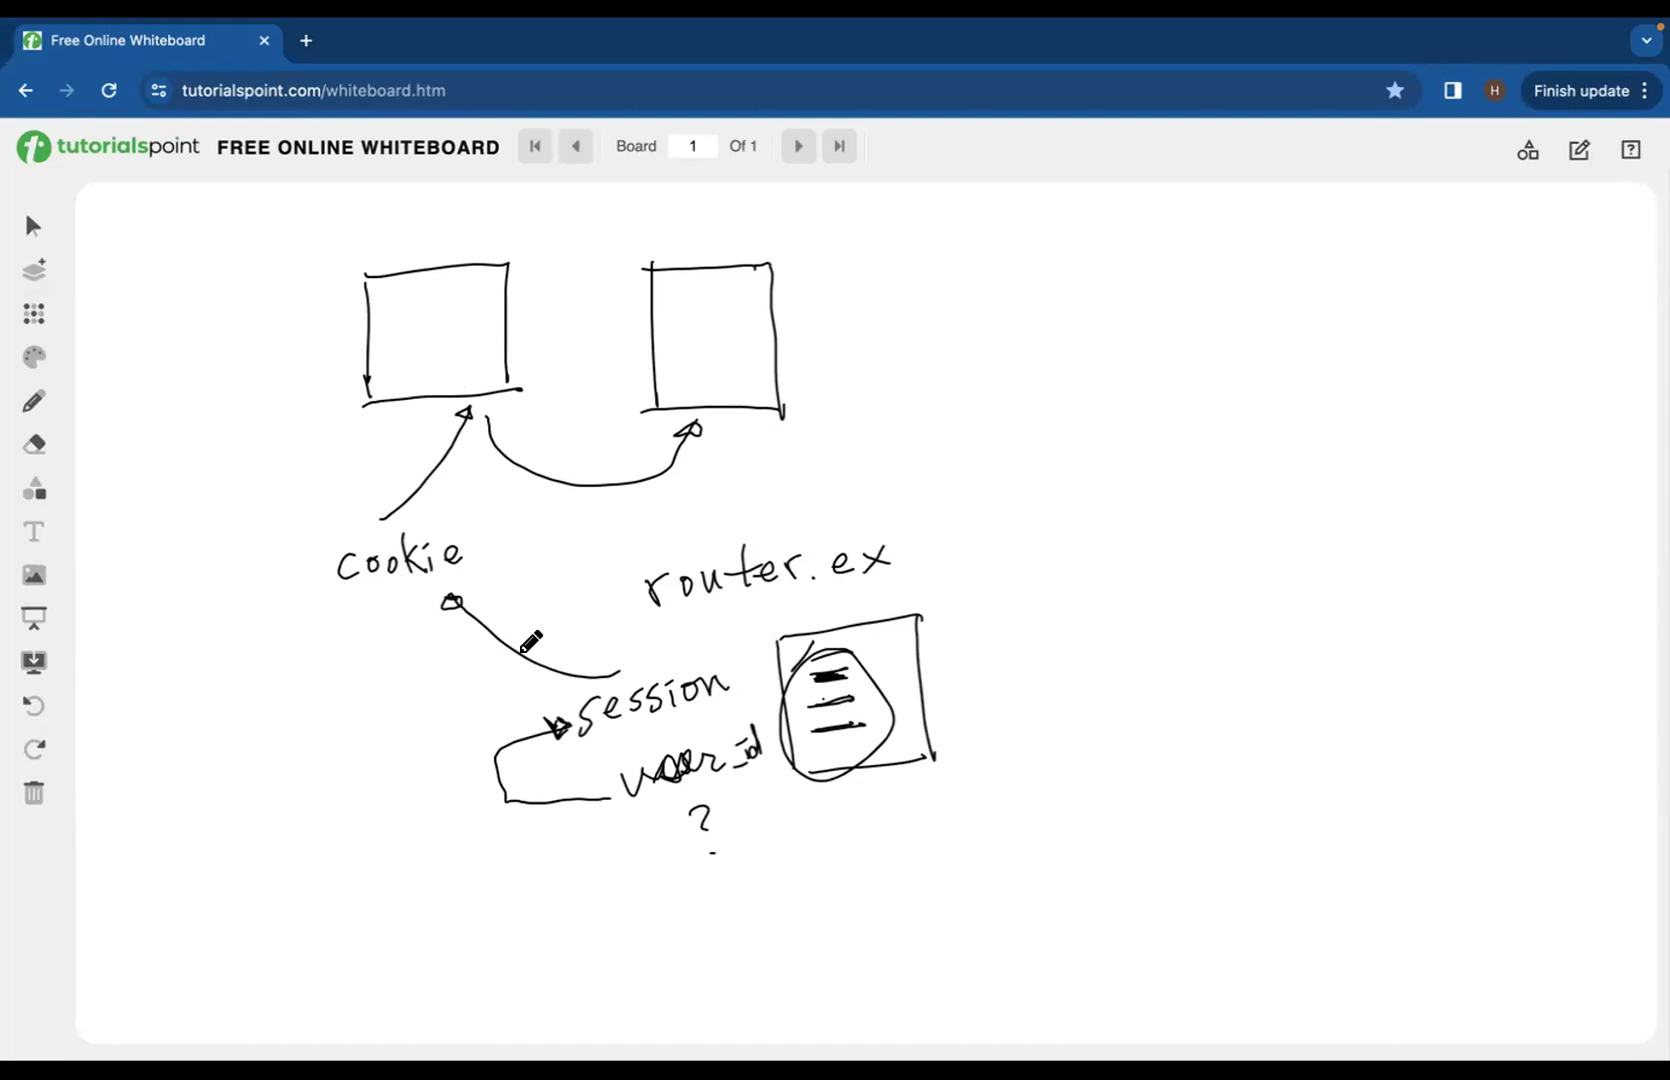 Free Online Whiteboard
tutorialspoint.com/whiteboard.htm
H
Finish update
tutorialspoint
FREE ONLINE WHITEBOARD
Board 1 Of 1
cookie
router.ex
session
user_id
?